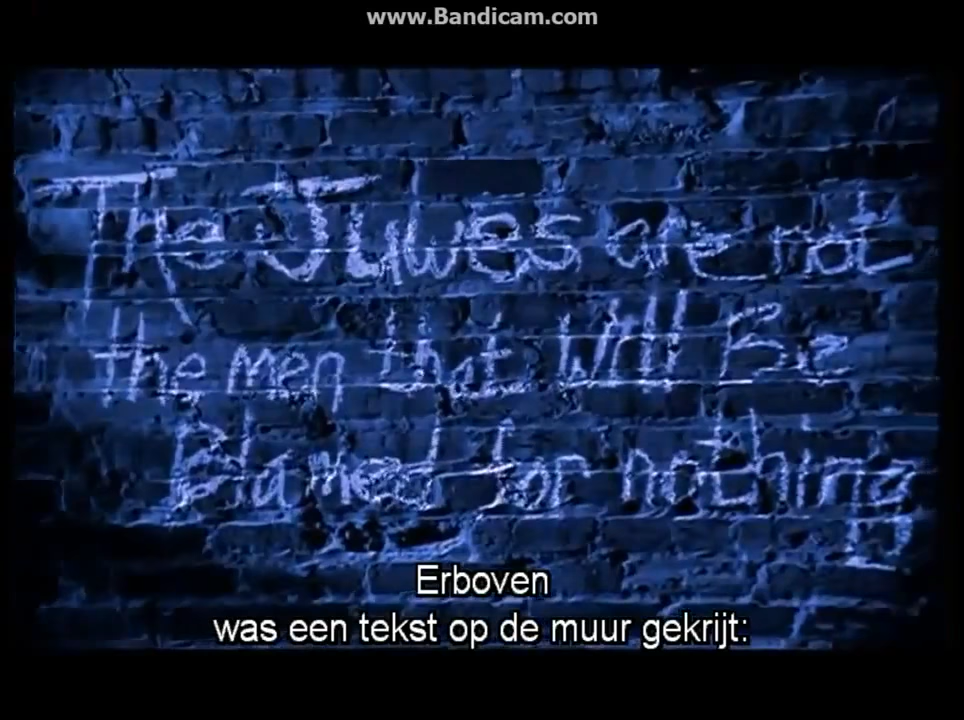 www.Bandicam.com
The Juwes are not
the men that Will Be
Blamed for nothing
Erboven
was een tekst op de muur gekrijt: